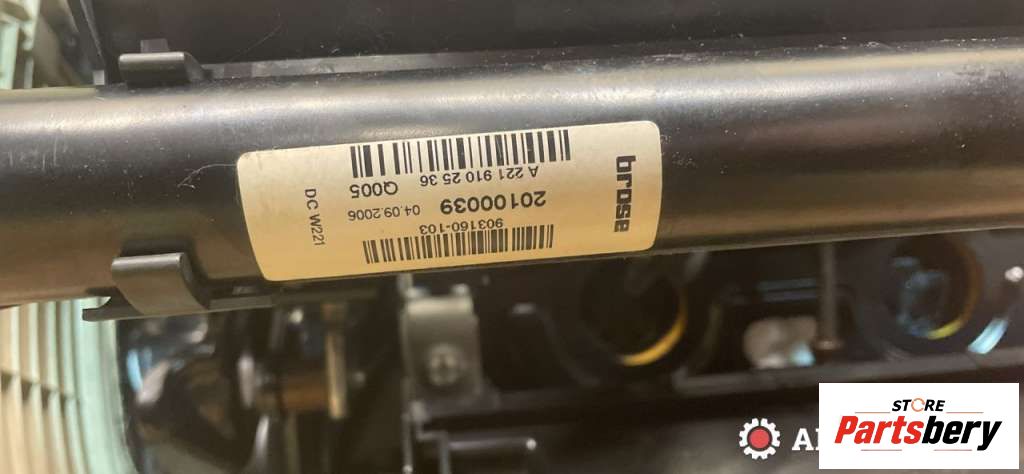 brose
903160-103
20100039 04.09.2006
A 221 910 25 36 Q005
DC W221
STORE
Partsbery